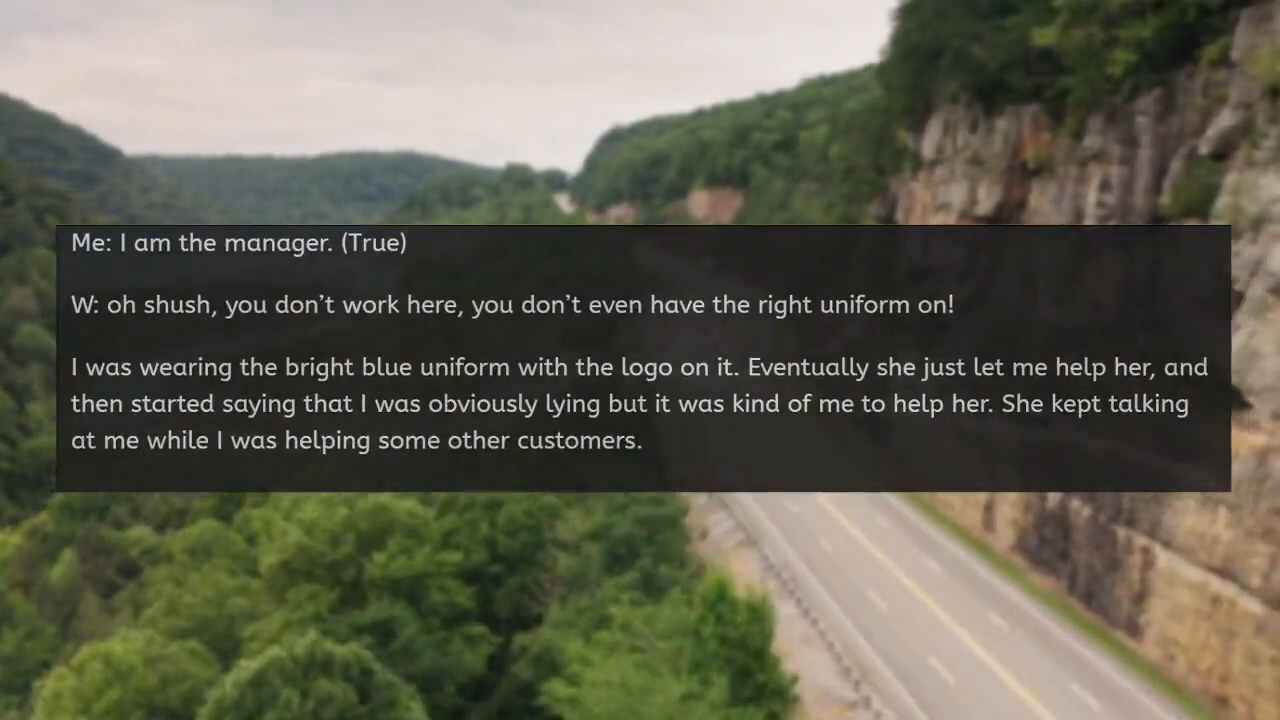 Me: I am the manager. (True)
W: oh shush, you don’t work here, you don’t even have the right uniform on!
I was wearing the bright blue uniform with the logo on it. Eventually she just let me help her, and
then started saying that I was obviously lying but it was kind of me to help her. She kept talking
at me while I was helping some other customers.